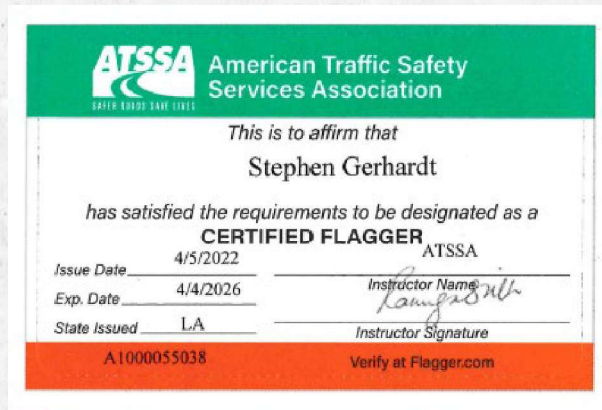 ATSSA
SAFER ROADS SAVE LIVES
American Traffic Safety
Services Association
This is to affirm that
Stephen Gerhardt
has satisfied the requirements to be designated as a
CERTIFIED FLAGGER
Issue Date 4/5/2022
ATSSA
Instructor Name
Exp. Date 4/4/2026
State Issued LA
Instructor Signature
A1000055038
Verify at Flagger.com